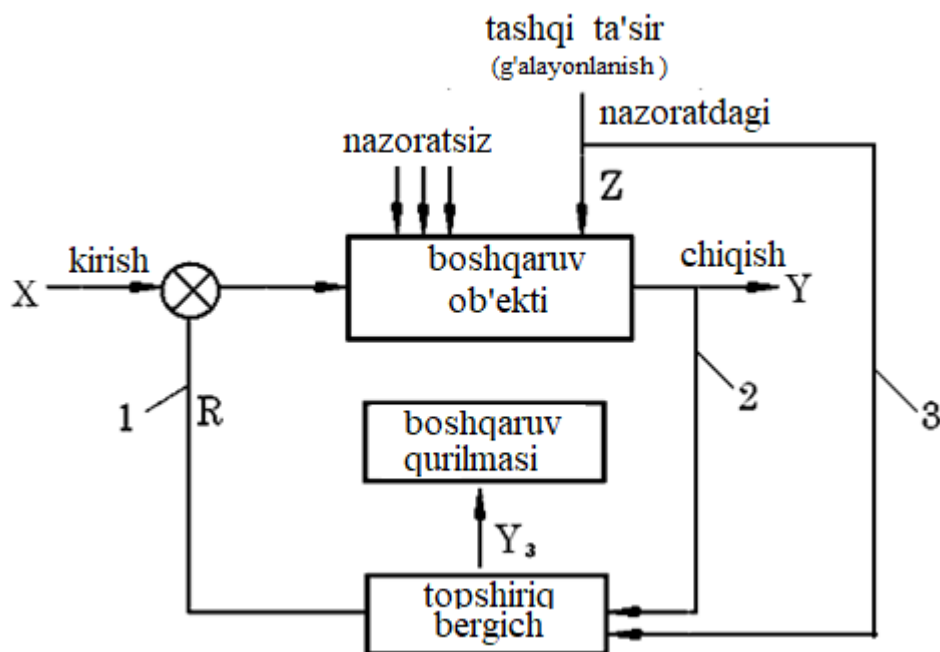 tashqi ta'sir
(g'alayonlanish)
nazoratdagi
nazoratsiz
Z
kirish
boshqaruv
ob'ekti
chiqish
X
Y
1
R
2
3
boshqaruv
qurilmasi
Y₃
topshiriq
bergich